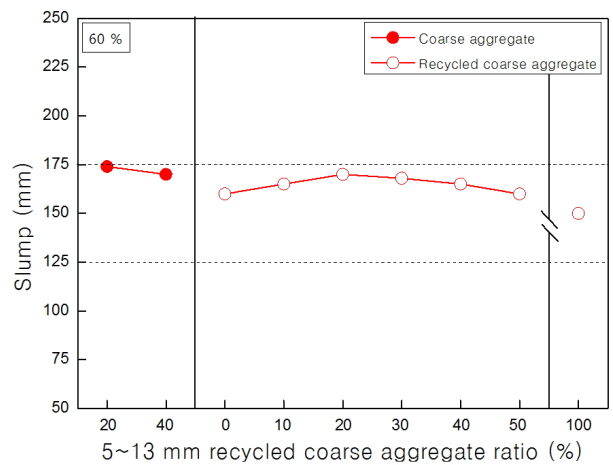 60 %
Coarse aggregate
Recycled coarse aggregate
250
225
200
175
150
125
100
75
50
Slump (mm)
20 40 0 10 20 30 40 50 100
5~13 mm recycled coarse aggregate ratio (%)